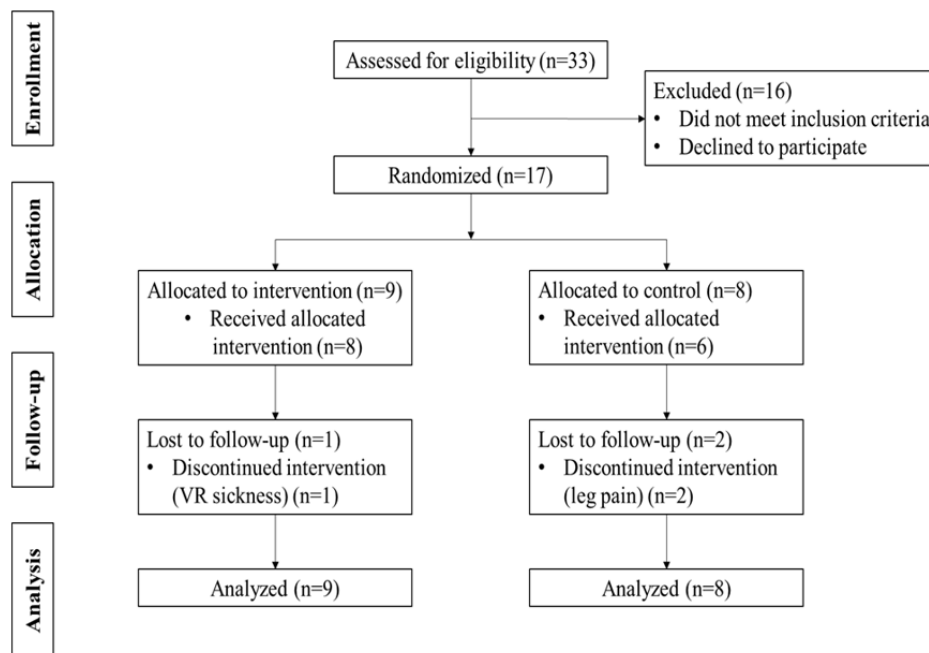 Enrollment
Assessed for eligibility (n=33)
Excluded (n=16)
• Did not meet inclusion criteria
• Declined to participate
Randomized (n=17)
Allocation
Allocated to intervention (n=9)
• Received allocated
intervention (n=8)
Allocated to control (n=8)
• Received allocated
intervention (n=6)
Follow-up
Lost to follow-up (n=1)
• Discontinued intervention
(VR sickness) (n=1)
Lost to follow-up (n=2)
• Discontinued intervention
(leg pain) (n=2)
Analysis
Analyzed (n=9)
Analyzed (n=8)